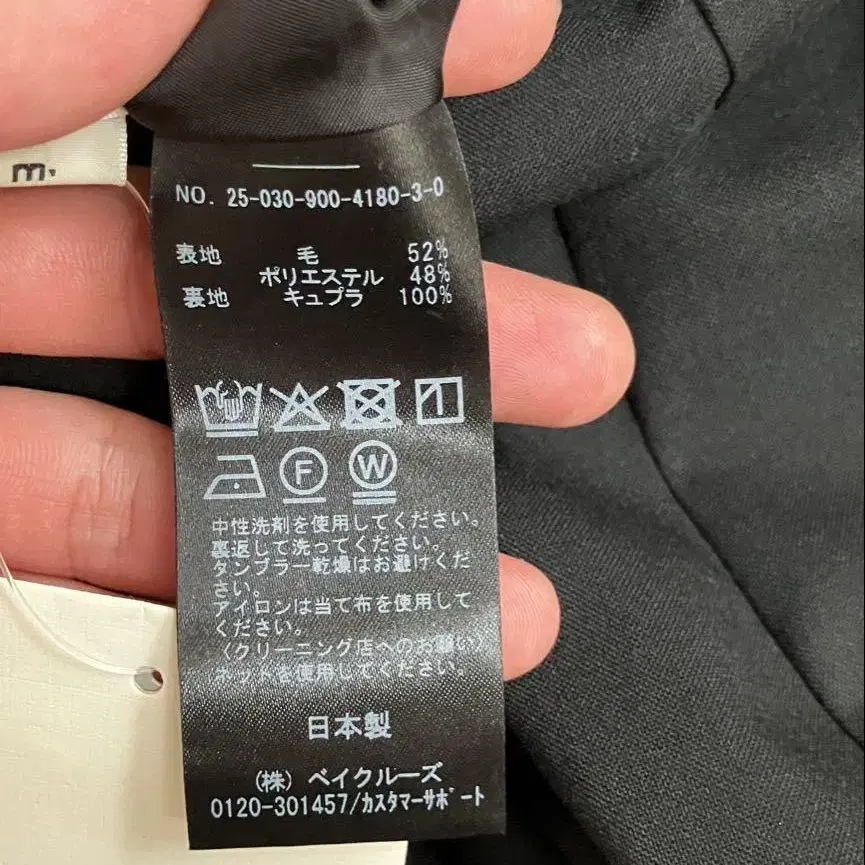 m.
NO. 25-030-900-4180-3-0
表地 毛 52%
ポリエステル 48%
裏地 キュプラ 100%
F W
中性洗剤を使用してください。
裏返して洗ってください。
タンブラー乾燥はお避けくだ
さい。
アイロンは当て布を使用して
ください。
〈クリーニング店へのお願い〉
ネットを使用してください。
日本製
(株) ベイクルーズ
0120-301457/カスタマーサポート